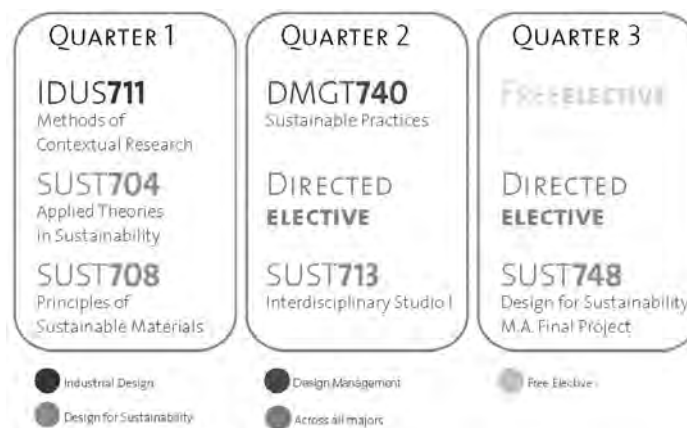 QUARTER 1
IDUS711
Methods of
Contextual Research
SUST704
Applied Theories
in Sustainability
SUST708
Principles of
Sustainable Materials
QUARTER 2
DMGT740
Sustainable Practices
DIRECTED
ELECTIVE
SUST713
Interdisciplinary Studio I
QUARTER 3
FREEELECTIVE
DIRECTED
ELECTIVE
SUST748
Design for Sustainability
M.A. Final Project
Industrial Design
Design Management
Free Elective
Design for Sustainability
Across all majors